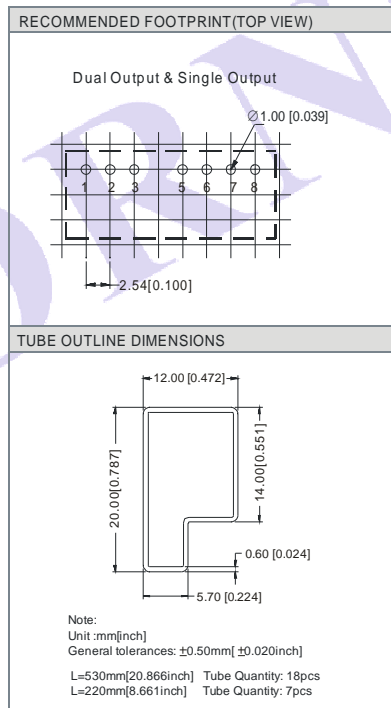 RECOMMENDED FOOTPRINT(TOP VIEW)
Dual Output & Single Output
∅1.00 [0.039]
1 2 3 5 6 7 8
2.54[0.100]
TUBE OUTLINE DIMENSIONS
12.00 [0.472]
20.00[0.787]
14.00[0.551]
0.60 [0.024]
5.70 [0.224]
Note:
Unit :mm[inch]
General tolerances: ±0.50mm[ ±0.020inch]
L=530mm[20.866inch] Tube Quantity: 18pcs
L=220mm[8.661inch] Tube Quantity: 7pcs